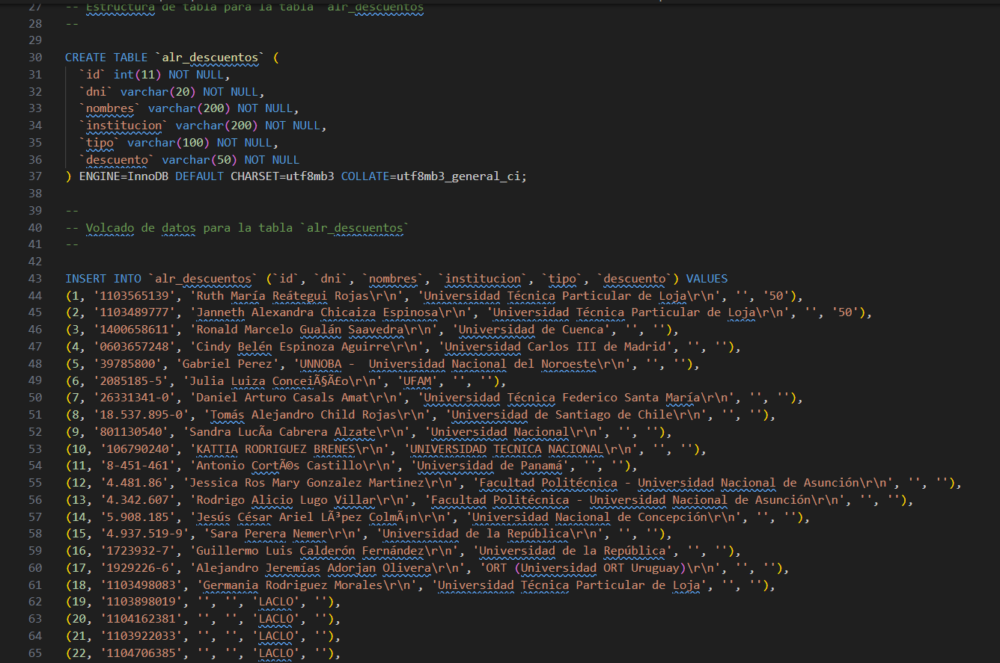 27 -- Estructura de tabla para la tabla `alr_descuentos`
28 --
29
30 CREATE TABLE `alr_descuentos` (
31 `id` int(11) NOT NULL,
32 `dni` varchar(20) NOT NULL,
33 `nombres` varchar(200) NOT NULL,
34 `institucion` varchar(200) NOT NULL,
35 `tipo` varchar(100) NOT NULL,
36 `descuento` varchar(50) NOT NULL
37 ) ENGINE=InnoDB DEFAULT CHARSET=utf8mb3 COLLATE=utf8mb3_general_ci;
38
39 --
40 -- Volcado de datos para la tabla `alr_descuentos`
41 --
42
43 INSERT INTO `alr_descuentos` (`id`, `dni`, `nombres`, `institucion`, `tipo`, `descuento`) VALUES
44 (1, '1103565139', 'Ruth María Reátegui Rojas\r\n', 'Universidad Técnica Particular de Loja\r\n', '', '50'),
45 (2, '1103489777', 'Janneth Alexandra Chicaiza Espinosa\r\n', 'Universidad Técnica Particular de Loja\r\n', '', '50'),
46 (3, '1400658611', 'Ronald Marcelo Gualán Saavedra\r\n', 'Universidad de Cuenca', '', ''),
47 (4, '0603657248', 'Cindy Belén Espinoza Aguirre\r\n', 'Universidad Carlos III de Madrid', '', ''),
48 (5, '39785800', 'Gabriel Perez', 'UNNOBA -  Universidad Nacional del Noroeste\r\n', '', ''),
49 (6, '2085185-5', 'Julia Luiza ConceiÃ§Ã£o\r\n', 'UFAM', '', ''),
50 (7, '26331341-0', 'Daniel Arturo Casals Amat\r\n', 'Universidad Técnica Federico Santa María\r\n', '', ''),
51 (8, '18.537.895-0', 'Tomás Alejandro Child Rojas\r\n', 'Universidad de Santiago de Chile\r\n', '', ''),
52 (9, '801130540', 'Sandra LucÃa Cabrera Alzate\r\n', 'Universidad Nacional\r\n', '', ''),
53 (10, '106790240', 'KATTIA RODRIGUEZ BRENES\r\n', 'UNIVERSIDAD TECNICA NACIONAL\r\n', '', ''),
54 (11, '8-451-461', 'Antonio CortÃ©s Castillo\r\n', 'Universidad de Panamá', '', ''),
55 (12, '4.481.86', 'Jessica Ros Mary Gonzalez Martinez\r\n', 'Facultad Politécnica - Universidad Nacional de Asunción\r\n', '', ''),
56 (13, '4.342.607', 'Rodrigo Alicio Lugo Villar\r\n', 'Facultad Politécnica - Universidad Nacional de Asunción\r\n', '', ''),
57 (14, '5.908.185', 'Jesús César Ariel LÃ³pez ColmÃ¡n\r\n', 'Universidad Nacional de Concepción\r\n', '', ''),
58 (15, '4.937.519-9', 'Sara Perera Nemer\r\n', 'Universidad de la República\r\n', '', ''),
59 (16, '1723932-7', 'Guillermo Luis Calderón Fernández\r\n', 'Universidad de la República', '', ''),
60 (17, '1929226-6', 'Alejandro Jeremías Adorjan Olivera\r\n', 'ORT (Universidad ORT Uruguay)\r\n', '', ''),
61 (18, '1103498083', 'Germania Rodriguez Morales\r\n', 'Universidad Técnica Particular de Loja', '', ''),
62 (19, '1103898019', '', '', 'LACLO', ''),
63 (20, '1104162381', '', '', 'LACLO', ''),
64 (21, '1103922033', '', '', 'LACLO', ''),
65 (22, '1104706385', '', '', 'LACLO', ''),